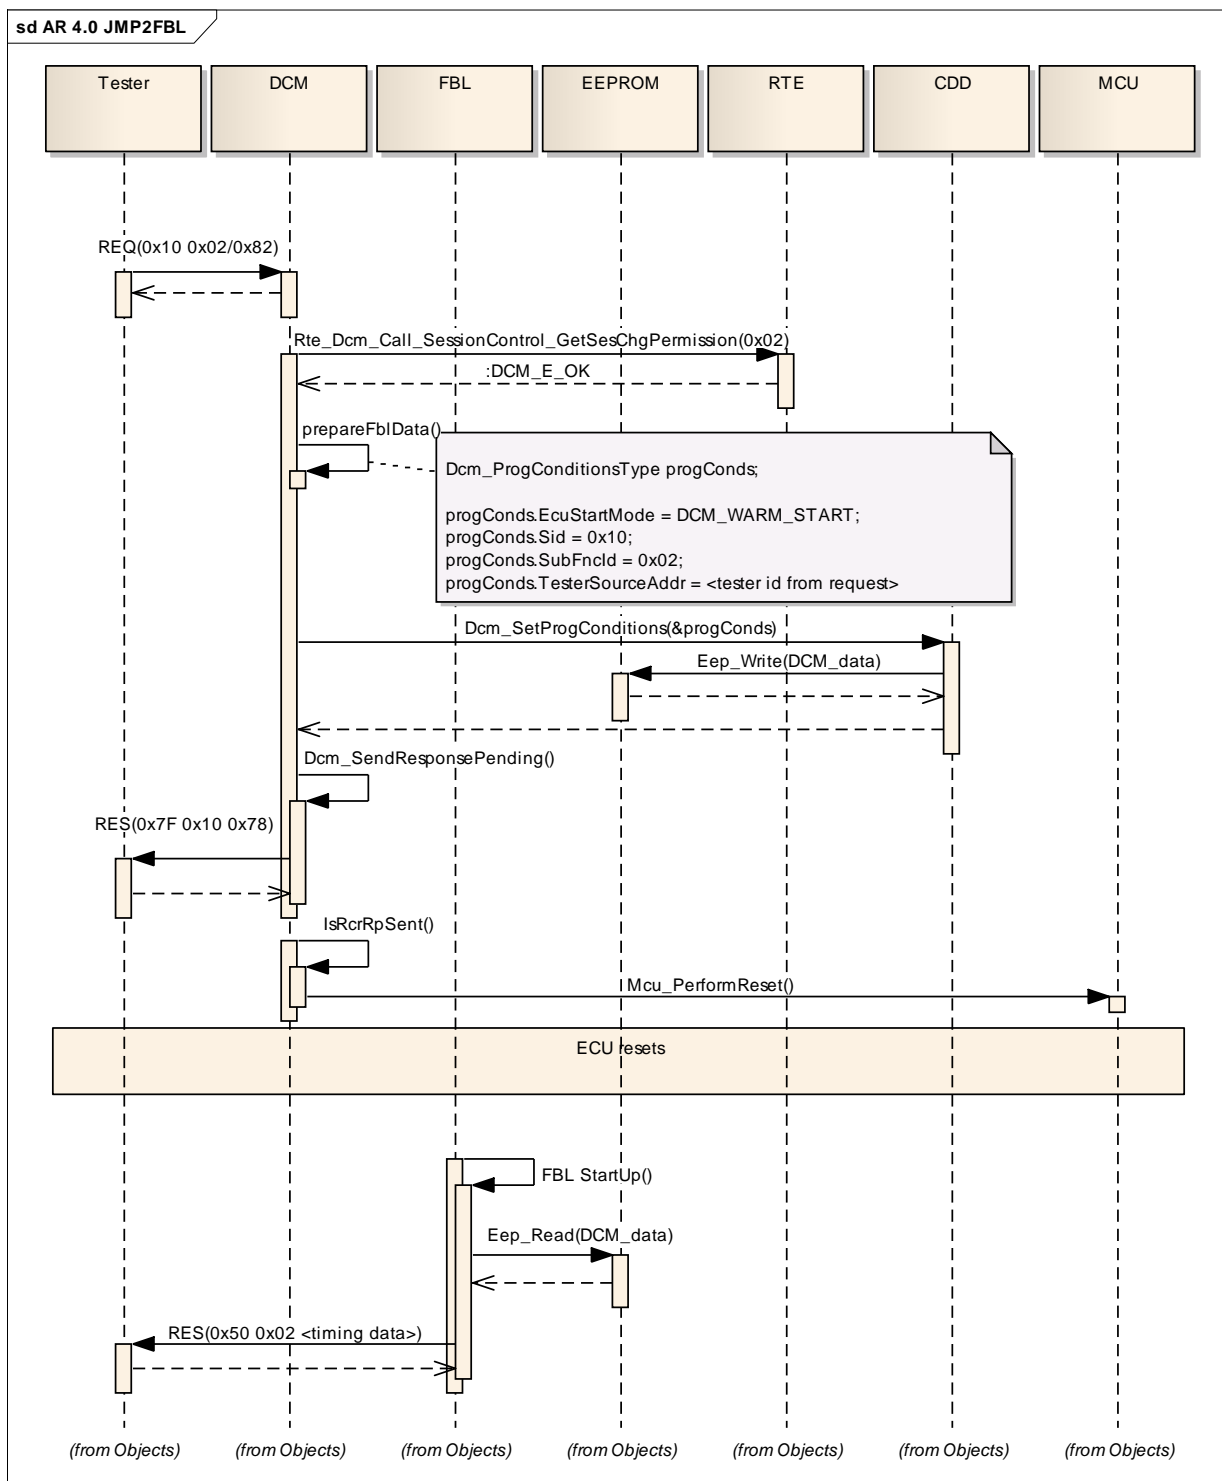 sd AR 4.0 JMP2FBL
Tester
DCM
FBL
EEPROM
RTE
CDD
MCU
REQ(0x10 0x02/0x82)
Rte_Dcm_Call_SessionControl_GetSesChgPermission(0x02)
:DCM_E_OK
prepareFblData()
Dcm_ProgConditionsType progConds;
progConds.EcuStartMode = DCM_WARM_START;
progConds.Sid = 0x10;
progConds.SubFncId = 0x02;
progConds.TesterSourceAddr = <tester id from request>
Dcm_SetProgConditions(&progConds)
Eep_Write(DCM_data)
Dcm_SendResponsePending()
RES(0x7F 0x10 0x78)
IsRcrRpSent()
Mcu_PerformReset()
ECU resets
FBL StartUp()
Eep_Read(DCM_data)
RES(0x50 0x02 <timing data>)
(from Objects)
(from Objects)
(from Objects)
(from Objects)
(from Objects)
(from Objects)
(from Objects)